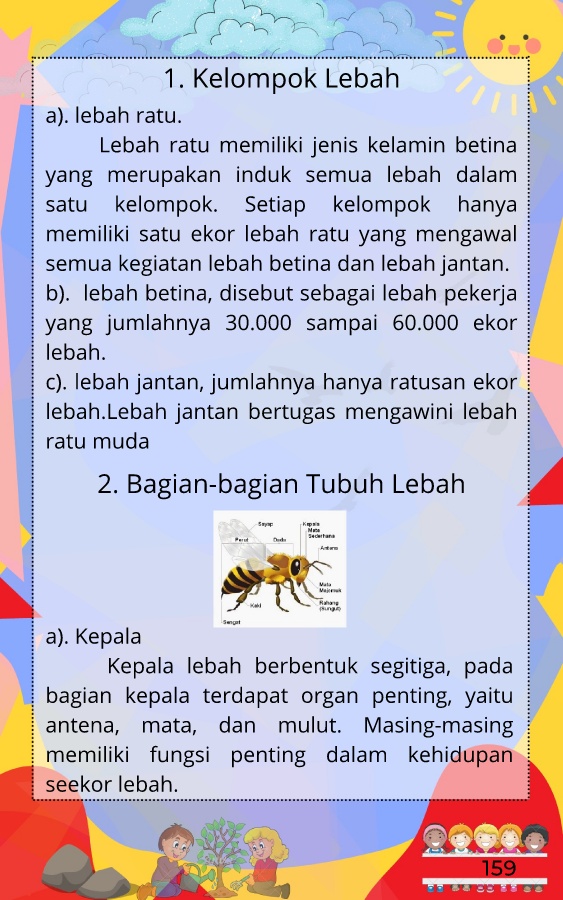 1. Kelompok Lebah
a). lebah ratu.
Lebah ratu memiliki jenis kelamin betina
yang merupakan induk semua lebah dalam
satu kelompok. Setiap kelompok hanya
memiliki satu ekor lebah ratu yang mengawal
semua kegiatan lebah betina dan lebah jantan.
b). lebah betina, disebut sebagai lebah pekerja
yang jumlahnya 30.000 sampai 60.000 ekor
lebah.
c). lebah jantan, jumlahnya hanya ratusan ekor
lebah.Lebah jantan bertugas mengawini lebah
ratu muda
2. Bagian-bagian Tubuh Lebah
Sayap
Kepala
Mata
Sederhana
Perut
Dada
Antena
Mata
Majemuk
Rahang
(Sungut)
Kaki
Sengat
a). Kepala
Kepala lebah berbentuk segitiga, pada
bagian kepala terdapat organ penting, yaitu
antena, mata, dan mulut. Masing-masing
memiliki fungsi penting dalam kehidupan
seekor lebah.
159